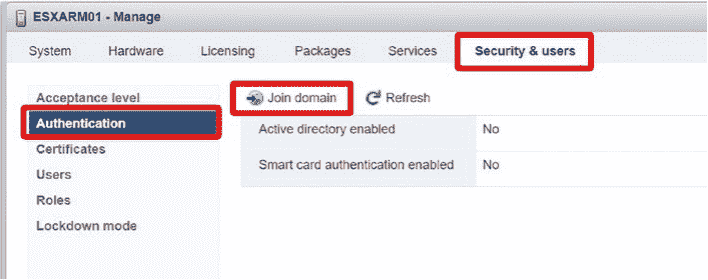 ESXARM01 - Manage
System Hardware Licensing Packages Services Security & users
Acceptance level
Authentication
Certificates
Users
Roles
Lockdown mode
Join domain Refresh
Active directory enabled No
Smart card authentication enabled No